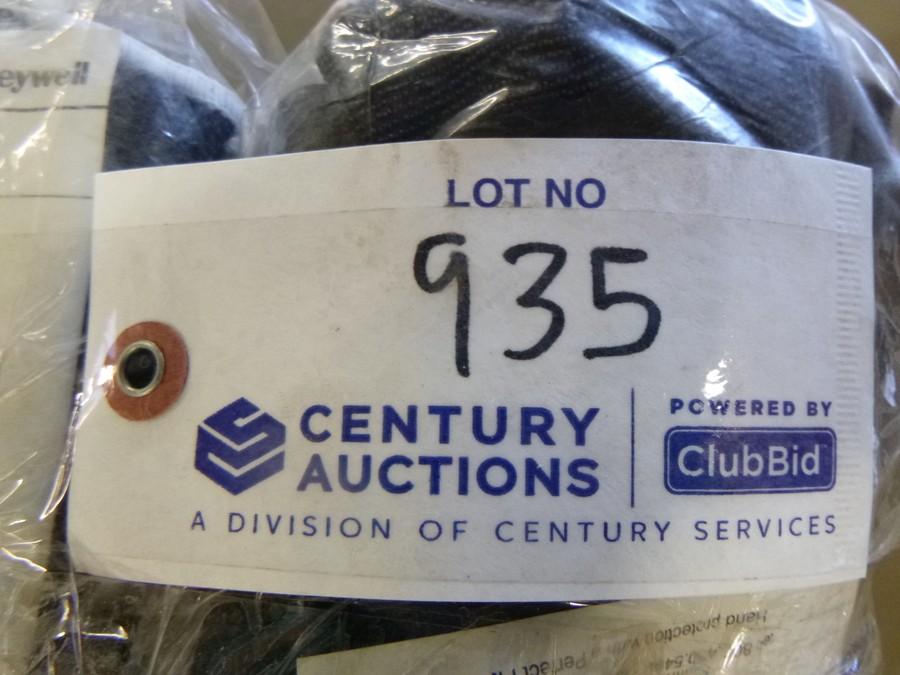 eywell
LOT NO
935
CENTURY
AUCTIONS
POWERED BY
ClubBid
A DIVISION OF CENTURY SERVICES
Hand protection with a Perfect